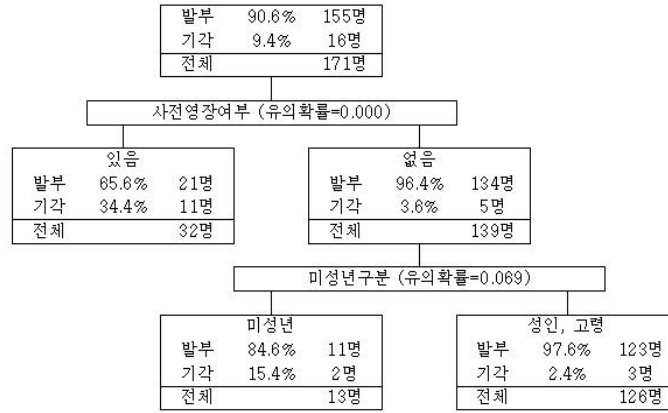 발부 90.6% 155명
기각 9.4% 16명
전체 171명
사전영장여부 (유의확률=0.000)
있음
발부 65.6% 21명
기각 34.4% 11명
전체 32명
없음
발부 96.4% 134명
기각 3.6% 5명
전체 139명
미성년구분 (유의확률=0.069)
미성년
발부 84.6% 11명
기각 15.4% 2명
전체 13명
성인, 고령
발부 97.6% 123명
기각 2.4% 3명
전체 126명